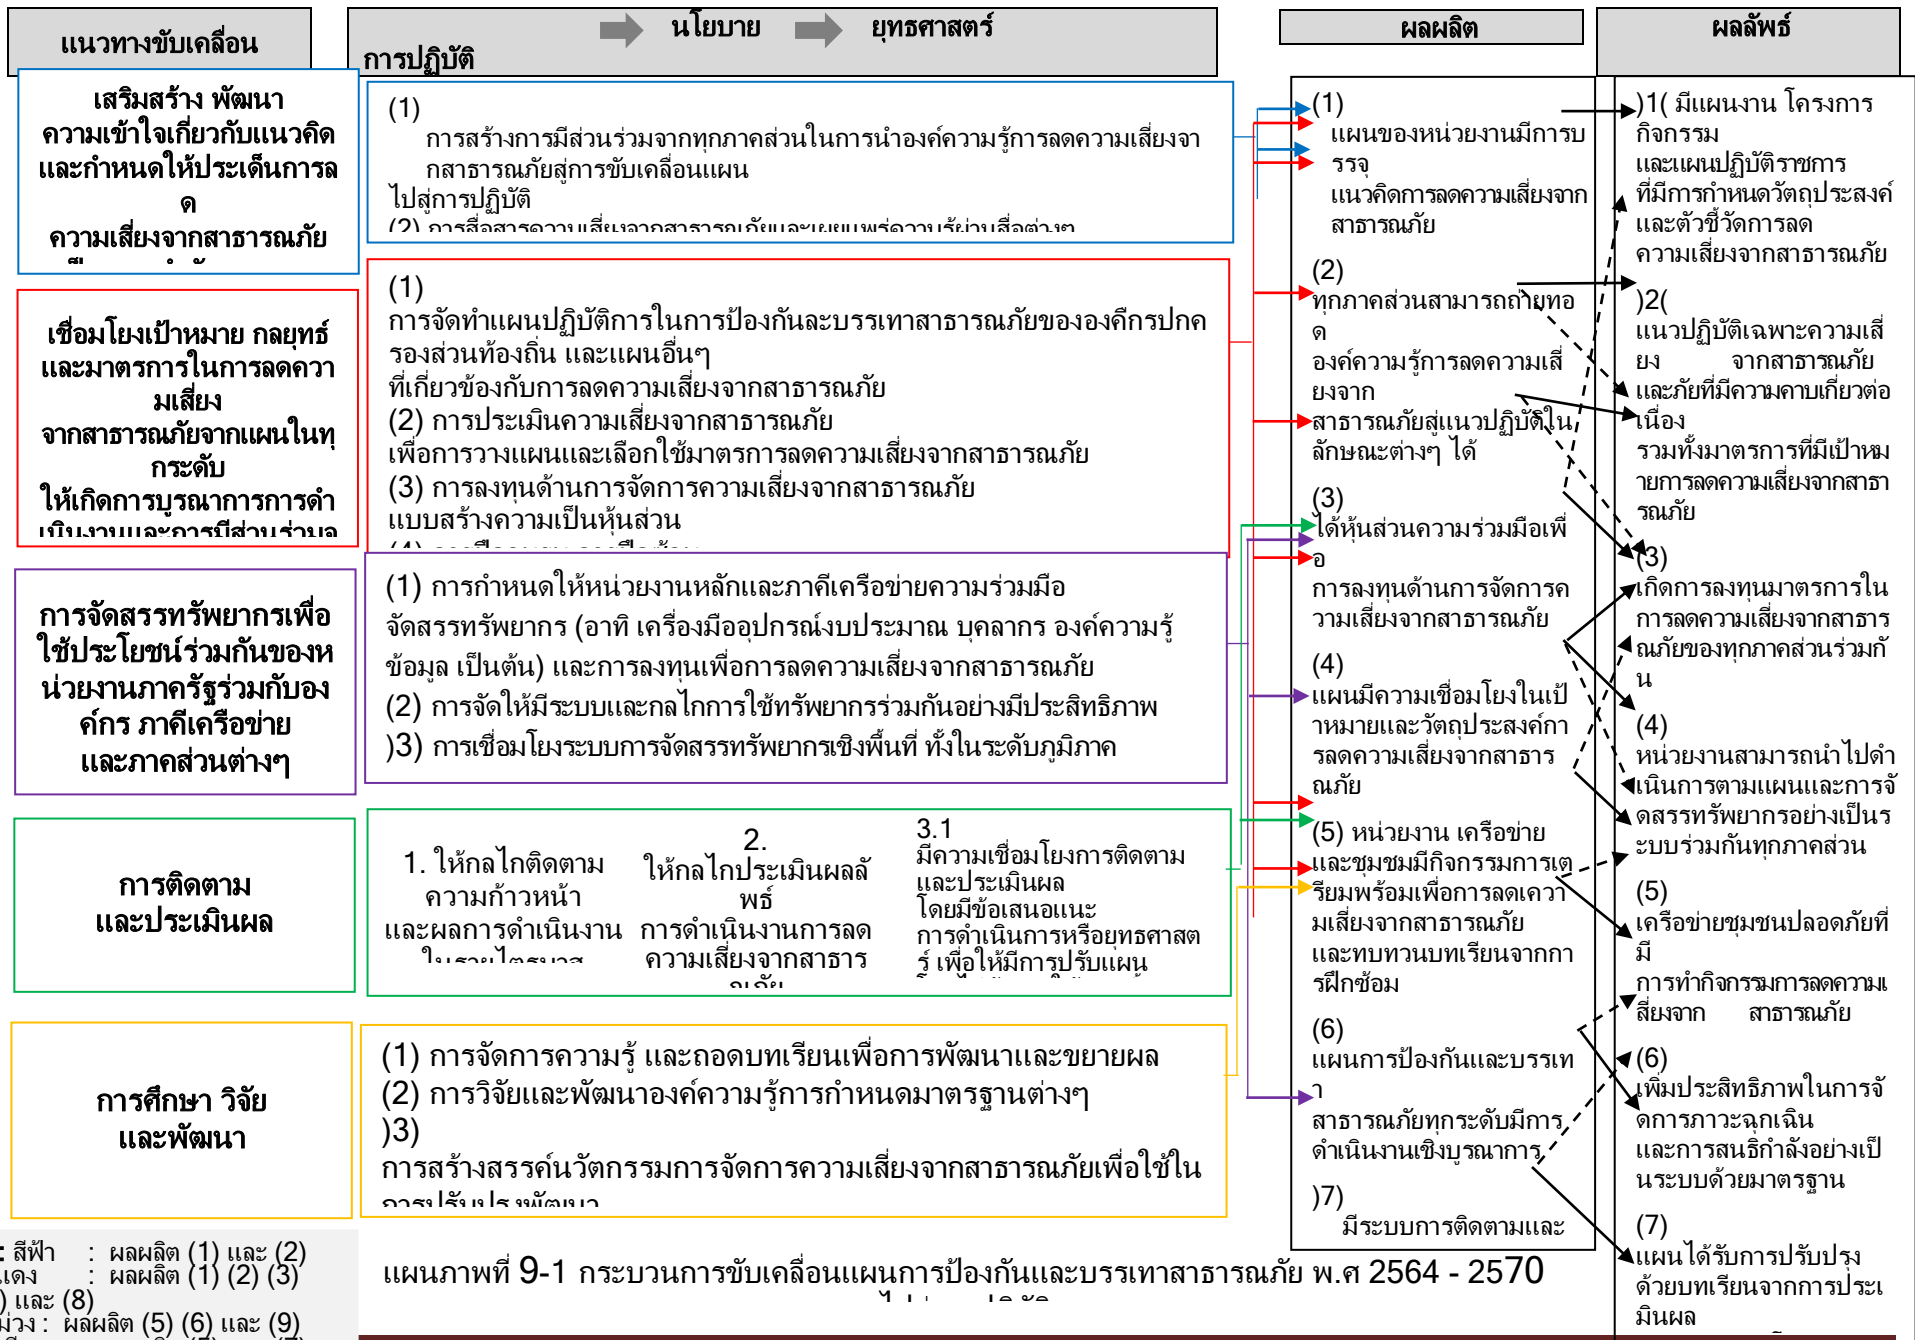 แนวทางขับเคลื่อน
นโยบาย
ยุทธศาสตร์
การปฏิบัติ
ผลผลิต
ผลลัพธ์
เสริมสร้าง พัฒนา
ความเข้าใจเกี่ยวกับแนวคิด
และกำหนดให้ประเด็นการล
ด
ความเสี่ยงจากสาธารณภัย
(1)
การสร้างการมีส่วนร่วมจากทุกภาคส่วนในการนำองค์ความรู้การลดความเสี่ยงจา
กสาธารณภัยสู่การขับเคลื่อนแผน
ไปสู่การปฏิบัติ
(2) การสื่อสารความเสี่ยงจากสาธารณภัยและเผยแพร่ความรู้ผ่านสื่อต่างๆ
เชื่อมโยงเป้าหมาย กลยุทธ์
และมาตรการในการลดควา
มเสี่ยง
จากสาธารณภัยจากแผนในทุ
กระดับ
ให้เกิดการบูรณาการการดำ
เนินงานและการมีส่วนร่วมจ
(1)
การจัดทำแผนปฏิบัติการในการป้องกันละบรรเทาสาธารณภัยขององค์กรปกค
รองส่วนท้องถิ่น และแผนอื่นๆ
ที่เกี่ยวข้องกับการลดความเสี่ยงจากสาธารณภัย
(2) การประเมินความเสี่ยงจากสาธารณภัย
เพื่อการวางแผนและเลือกใช้มาตรการลดความเสี่ยงจากสาธารณภัย
(3) การลงทุนด้านการจัดการความเสี่ยงจากสาธารณภัย
แบบสร้างความเป็นหุ้นส่วน
การจัดสรรทรัพยากรเพื่อ
ใช้ประโยชน์ร่วมกันของห
น่วยงานภาครัฐร่วมกับอง
ค์กร ภาคีเครือข่าย
และภาคส่วนต่างๆ
(1) การกำหนดให้หน่วยงานหลักและภาคีเครือข่ายความร่วมมือ
จัดสรรทรัพยากร (อาทิ เครื่องมืออุปกรณ์งบประมาณ บุคลากร องค์ความรู้
ข้อมูล เป็นต้น) และการลงทุนเพื่อการลดความเสี่ยงจากสาธารณภัย
(2) การจัดให้มีระบบและกลไกการใช้ทรัพยากรร่วมกันอย่างมีประสิทธิภาพ
)3) การเชื่อมโยงระบบการจัดสรรทรัพยากรเชิงพื้นที่ ทั้งในระดับภูมิภาค
การติดตาม
และประเมินผล
1. ให้กลไกติดตาม
ความก้าวหน้า
และผลการดำเนินงาน
ในรายไตรมาส
2.
ให้กลไกประเมินผลลั
พธ์
การดำเนินงานการลด
ความเสี่ยงจากสาธาร
ณภัย
3.1
มีความเชื่อมโยงการติดตาม
และประเมินผล
โดยมีข้อเสนอแนะ
การดำเนินการหรือยุทธศาสต
ร์ เพื่อให้มีการปรับแผน
การศึกษา วิจัย
และพัฒนา
(1) การจัดการความรู้ และถอดบทเรียนเพื่อการพัฒนาและขยายผล
(2) การวิจัยและพัฒนาองค์ความรู้การกำหนดมาตรฐานต่างๆ
)3)
การสร้างสรรค์นวัตกรรมการจัดการความเสี่ยงจากสาธารณภัยเพื่อใช้ใน
การปรับปรุงพัฒนา
(1)
แผนของหน่วยงานมีการบ
รรจุ
แนวคิดการลดความเสี่ยงจาก
สาธารณภัย
(2)
ทุกภาคส่วนสามารถถ่ายทอ
ด
องค์ความรู้การลดความเสี่
ยงจาก
สาธารณภัยสู่แนวปฏิบัติใน
ลักษณะต่างๆ ได้
(3)
ได้หุ้นส่วนความร่วมมือเพื่
อ
การลงทุนด้านการจัดการค
วามเสี่ยงจากสาธารณภัย
(4)
แผนมีความเชื่อมโยงในเป้
าหมายและวัตถุประสงค์กา
รลดความเสี่ยงจากสาธาร
ณภัย
(5) หน่วยงาน เครือข่าย
และชุมชมมีกิจกรรมการเต
รียมพร้อมเพื่อการลดเควา
มเสี่ยงจากสาธารณภัย
และทบทวนบทเรียนจากกา
รฝึกซ้อม
(6)
แผนการป้องกันและบรรเท
า
สาธารณภัยทุกระดับมีการ
ดำเนินงานเชิงบูรณาการ
)7)
มีระบบการติดตามและ
)1( มีแผนงาน โครงการ
กิจกรรม
และแผนปฏิบัติราชการ
ที่มีการกำหนดวัตถุประสงค์
และตัวชี้วัดการลด
ความเสี่ยงจากสาธารณภัย
)2(
แนวปฏิบัติเฉพาะความเสี่
ยง จากสาธารณภัย
และภัยที่มีความคาบเกี่ยวต่อ
เนื่อง
รวมทั้งมาตรการที่มีเป้าหม
ายการลดความเสี่ยงจากสาธา
รณภัย
(3)
เกิดการลงทุนมาตรการใน
การลดความเสี่ยงจากสาธาร
ณภัยของทุกภาคส่วนร่วมกั
น
(4)
หน่วยงานสามารถนำไปดำ
เนินการตามแผนและการจั
ดสรรทรัพยากรอย่างเป็นร
ะบบร่วมกันทุกภาคส่วน
(5)
เครือข่ายชุมชนปลอดภัยที่
มี
การทำกิจกรรมการลดความเ
สี่ยงจาก สาธารณภัย
(6)
เพิ่มประสิทธิภาพในการจั
ดการภาวะฉุกเฉิน
และการสนธิกำลังอย่างเป็
นระบบด้วยมาตรฐาน
(7)
แผนได้รับการปรับปรุง
ด้วยบทเรียนจากการประเ
มินผล
: สีฟ้า : ผลผลิต (1) และ (2)
แดง : ผลผลิต (1) (2) (3)
) และ (8)
ม่วง : ผลผลิต (5) (6) และ (9)
แผนภาพที่ 9-1 กระบวนการขับเคลื่อนแผนการป้องกันและบรรเทาสาธารณภัย พ.ศ 2564 - 2570